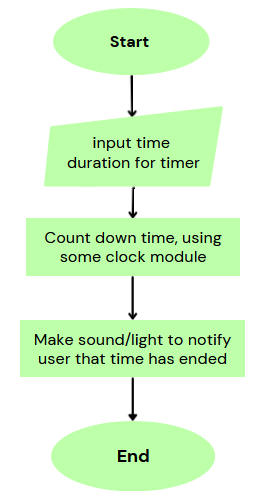 Start
input time
duration for timer
Count down time, using
some clock module
Make sound/light to notify
user that time has ended
End